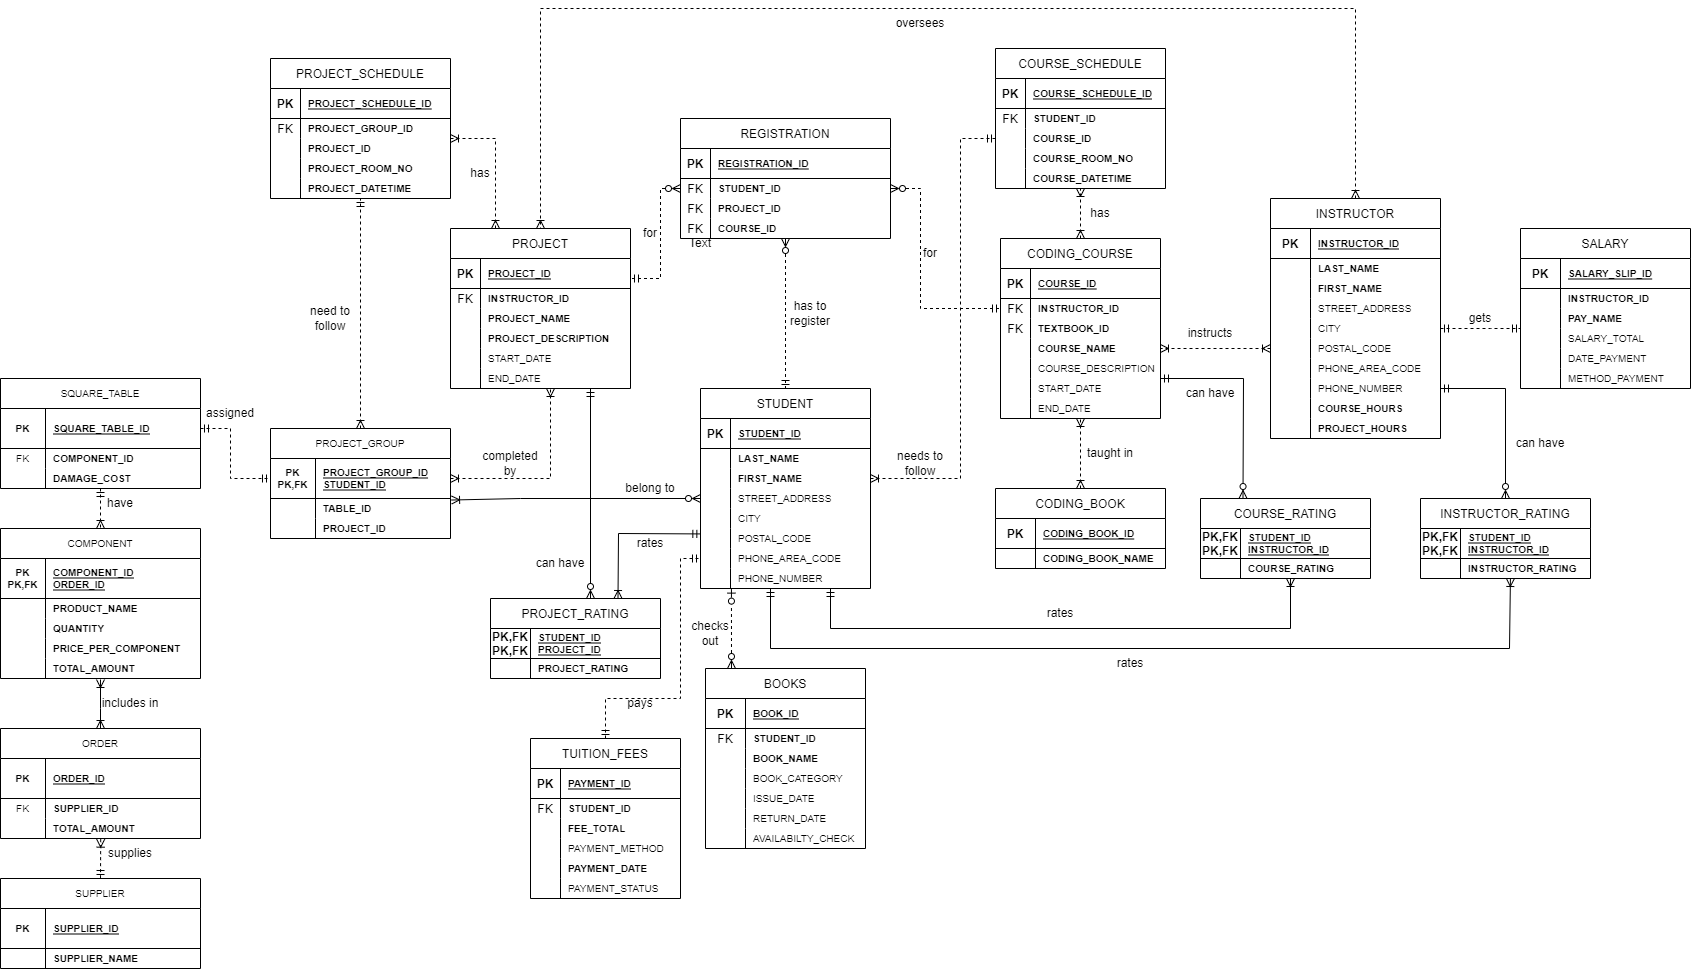 oversees
PROJECT_SCHEDULE
PK PROJECT_SCHEDULE_ID
FK PROJECT_GROUP_ID
PROJECT_ID
PROJECT_ROOM_NO
PROJECT_DATETIME
has
need to
follow
REGISTRATION
PK REGISTRATION_ID
FK STUDENT_ID
FK PROJECT_ID
FK COURSE_ID
Text
for
for
has to
register
COURSE_SCHEDULE
PK COURSE_SCHEDULE_ID
FK STUDENT_ID
COURSE_ID
COURSE_ROOM_NO
COURSE_DATETIME
has
PROJECT
PK PROJECT_ID
FK INSTRUCTOR_ID
PROJECT_NAME
PROJECT_DESCRIPTION
START_DATE
END_DATE
completed
by
can have
CODING_COURSE
PK COURSE_ID
FK INSTRUCTOR_ID
FK TEXTBOOK_ID
COURSE_NAME
COURSE_DESCRIPTION
START_DATE
END_DATE
instructs
can have
taught in
INSTRUCTOR
PK INSTRUCTOR_ID
LAST_NAME
FIRST_NAME
STREET_ADDRESS
CITY
POSTAL_CODE
PHONE_AREA_CODE
PHONE_NUMBER
COURSE_HOURS
PROJECT_HOURS
gets
can have
SALARY
PK SALARY_SLIP_ID
INSTRUCTOR_ID
PAY_NAME
SALARY_TOTAL
DATE_PAYMENT
METHOD_PAYMENT
SQUARE_TABLE
PK SQUARE_TABLE_ID
FK COMPONENT_ID
DAMAGE_COST
assigned
have
PROJECT_GROUP
PK PROJECT_GROUP_ID
PK,FK STUDENT_ID
TABLE_ID
PROJECT_ID
belong to
STUDENT
PK STUDENT_ID
LAST_NAME
FIRST_NAME
STREET_ADDRESS
CITY
POSTAL_CODE
PHONE_AREA_CODE
PHONE_NUMBER
needs to
follow
rates
checks
out
pays
rates
rates
CODING_BOOK
PK CODING_BOOK_ID
CODING_BOOK_NAME
COURSE_RATING
PK,FK STUDENT_ID
PK,FK INSTRUCTOR_ID
COURSE_RATING
INSTRUCTOR_RATING
PK,FK STUDENT_ID
PK,FK INSTRUCTOR_ID
INSTRUCTOR_RATING
COMPONENT
PK COMPONENT_ID
PK,FK ORDER_ID
PRODUCT_NAME
QUANTITY
PRICE_PER_COMPONENT
TOTAL_AMOUNT
includes in
PROJECT_RATING
PK,FK STUDENT_ID
PK,FK PROJECT_ID
PROJECT_RATING
ORDER
PK ORDER_ID
FK SUPPLIER_ID
TOTAL_AMOUNT
supplies
TUITION_FEES
PK PAYMENT_ID
FK STUDENT_ID
FEE_TOTAL
PAYMENT_METHOD
PAYMENT_DATE
PAYMENT_STATUS
BOOKS
PK BOOK_ID
FK STUDENT_ID
BOOK_NAME
BOOK_CATEGORY
ISSUE_DATE
RETURN_DATE
AVAILABILTY_CHECK
SUPPLIER
PK SUPPLIER_ID
SUPPLIER_NAME